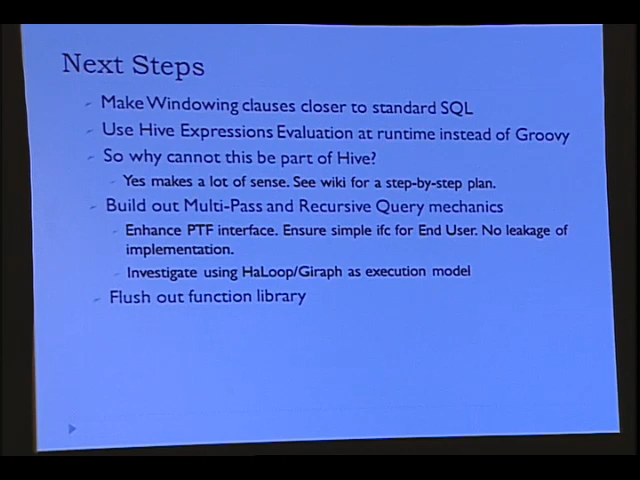 Next Steps
Make Windowing clauses closer to standard SQL
Use Hive Expressions Evaluation at runtime instead of Groovy
So why cannot this be part of Hive?
Yes makes a lot of sense. See wiki for a step-by-step plan.
Build out Multi-Pass and Recursive Query mechanics
Enhance PTF interface. Ensure simple ifc for End User. No leakage of
implementation.
Investigate using HaLoop/Giraph as execution model
Flush out function library